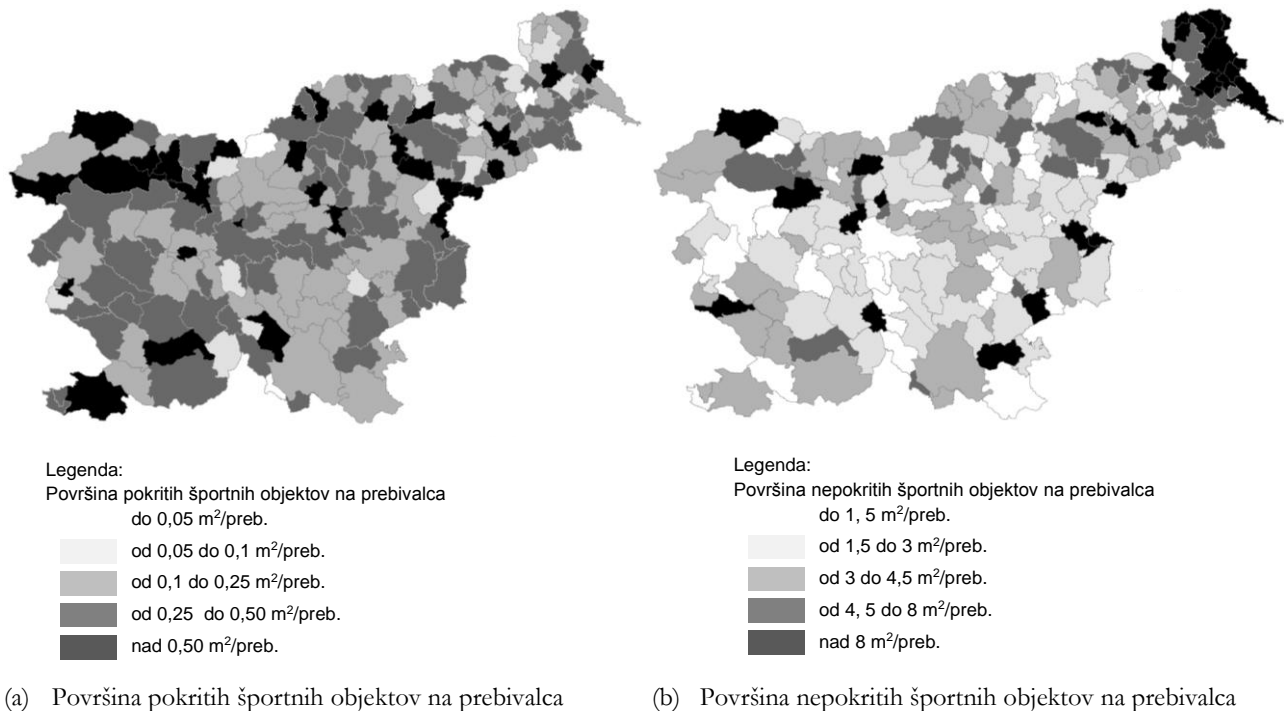 Legenda:
Površina pokritih športnih objektov na prebivalca
do 0,05 m²/preb.
od 0,05 do 0,1 m²/preb.
od 0,1 do 0,25 m²/preb.
od 0,25 do 0,50 m²/preb.
nad 0,50 m²/preb.
(a) Površina pokritih športnih objektov na prebivalca
Legenda:
Površina nepokritih športnih objektov na prebivalca
do 1, 5 m²/preb.
od 1,5 do 3 m²/preb.
od 3 do 4,5 m²/preb.
od 4, 5 do 8 m²/preb.
nad 8 m²/preb.
(b) Površina nepokritih športnih objektov na prebivalca